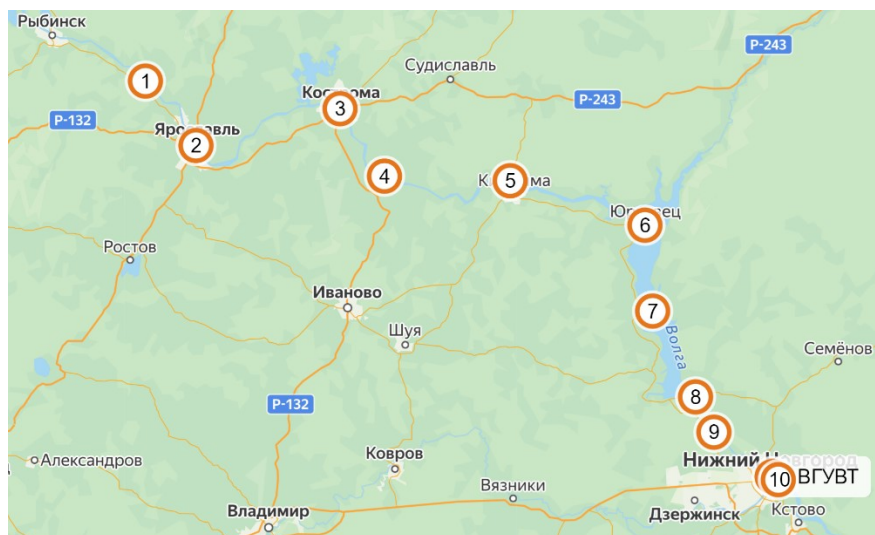 Рыбинск
1
Р-243
Судиславль
3
Р-243
Р-132
2
4
5
6
Ростов
Иваново
7
Шуя
Волга
Семёнов
Р-132
8
9
Александров
Ковров
Нижний
10 ВГУВТ
Вязники
Дзержинск
Кстово
Владимир